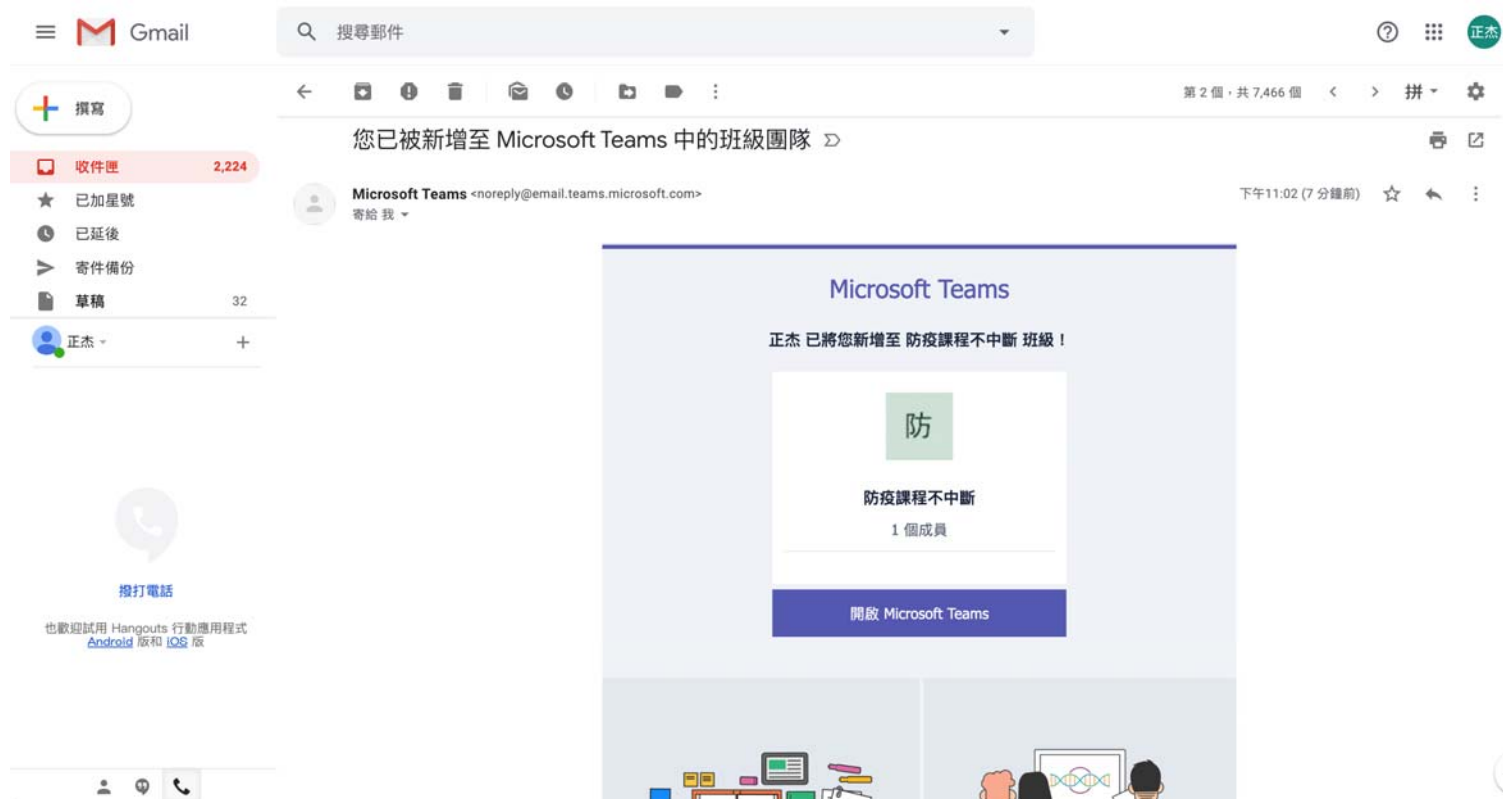 Gmail
搜尋郵件
正杰
撰寫
第 2 個,共 7,466 個
拼
收件匣 2,224
已加星號
已延後
寄件備份
草稿 32
正杰
撥打電話
也歡迎試用 Hangouts 行動應用程式
Android 版和 iOS 版
您已被新增至 Microsoft Teams 中的班級團隊
Microsoft Teams <noreply@email.teams.microsoft.com>
下午11:02 (7 分鐘前)
寄給 我
Microsoft Teams
正杰 已將您新增至 防疫課程不中斷 班級!
防
防疫課程不中斷
1 個成員
開啟 Microsoft Teams